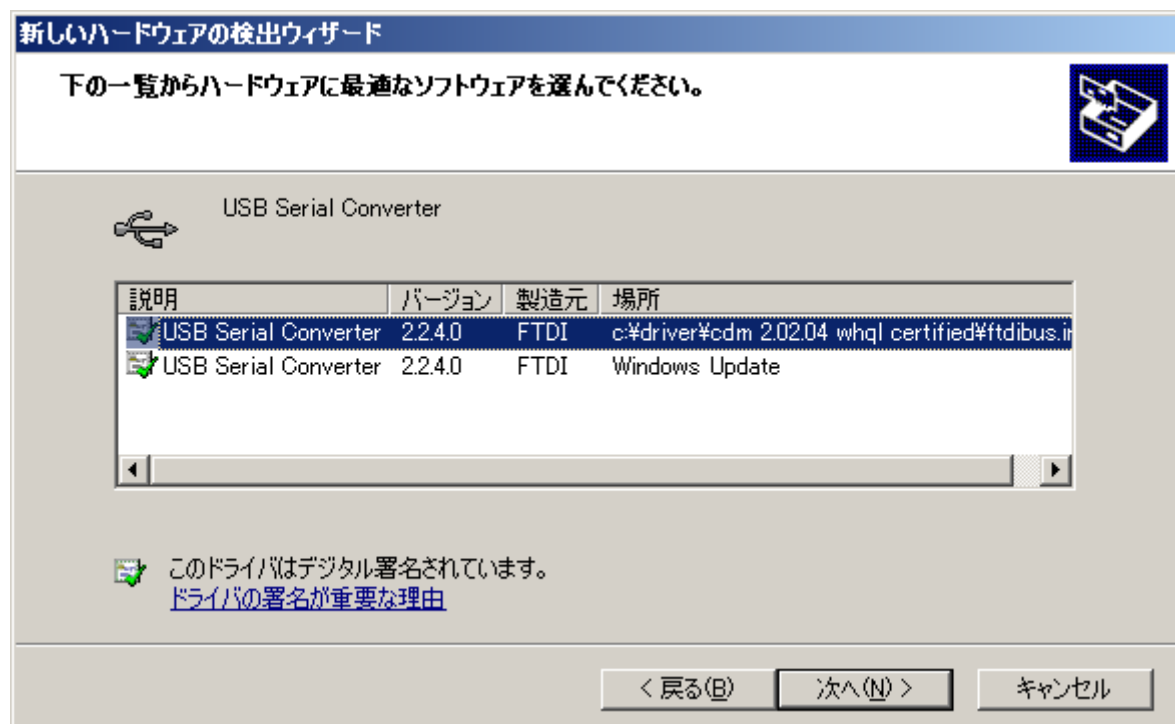 新しいハードウェアの検出ウィザード
下の一覧からハードウェアに最適なソフトウェアを選んでください。
USB Serial Converter
説明 バージョン 製造元 場所
USB Serial Converter 2.2.4.0 FTDI c:¥driver¥cdm 2.02.04 whql certified¥ftdibus.in
USB Serial Converter 2.2.4.0 FTDI Windows Update
このドライバはデジタル署名されています。
ドライバの署名が重要な理由
< 戻る(B) 次へ(N) > キャンセル